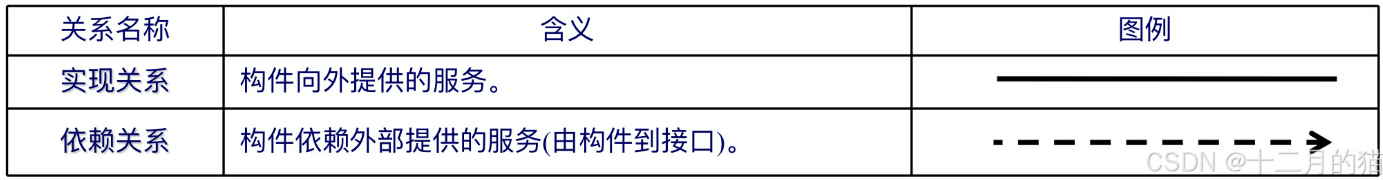 关系名称 含义 图例
实现关系 构件向外提供的服务。
依赖关系 构件依赖外部提供的服务(由构件到接口)。
CSDN @十二月的猫